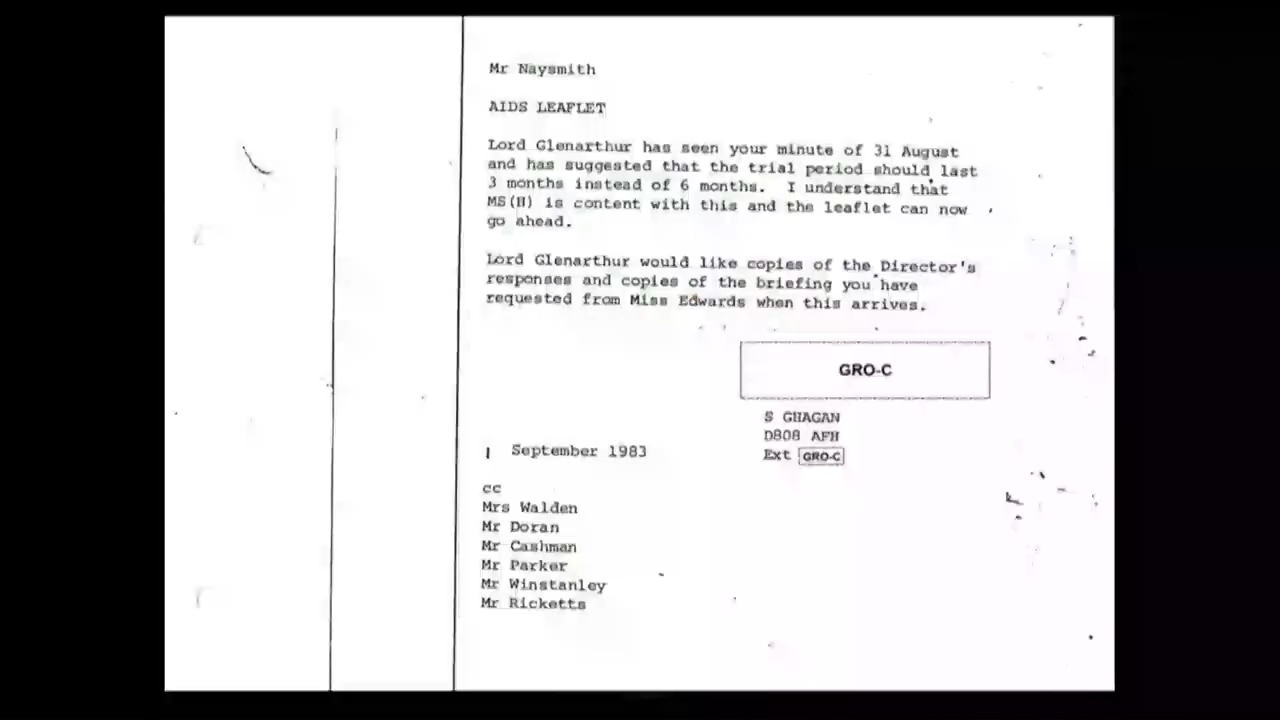 Mr Naysmith
AIDS LEAFLET
Lord Glenarthur has seen your minute of 31 August
and has suggested that the trial period should last
3 months instead of 6 months. I understand that
MS(H) is content with this and the leaflet can now
go ahead.
Lord Glenarthur would like copies of the Director's
responses and copies of the briefing you have
requested from Miss Edwards when this arrives.
GRO-C
S GHAGAN
D808 AFH
Ext GRO-C
1 September 1983
cc
Mrs Walden
Mr Doran
Mr Cashman
Mr Parker
Mr Winstanley
Mr Ricketts